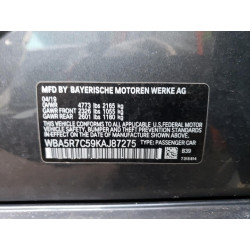 MFD BY BAYERISCHE MOTOREN WERKE AG
04/19
GVWR 4773 lbs 2165 kg
GAWR FRONT 2326 lbs 1055 kg
GAWR REAR 2601 lbs 1180 kg
THIS VEHICLE CONFORMS TO ALL APPLICABLE U.S. FEDERAL MOTOR
VEHICLE SAFETY, BUMPER, AND THEFT PREVENTION STANDARDS IN
EFFECT ON THE DATE OF MANUFACTURE SHOWN ABOVE.
WBA5R7C59KAJ87275 TYPE: PASSENGER CAR
839